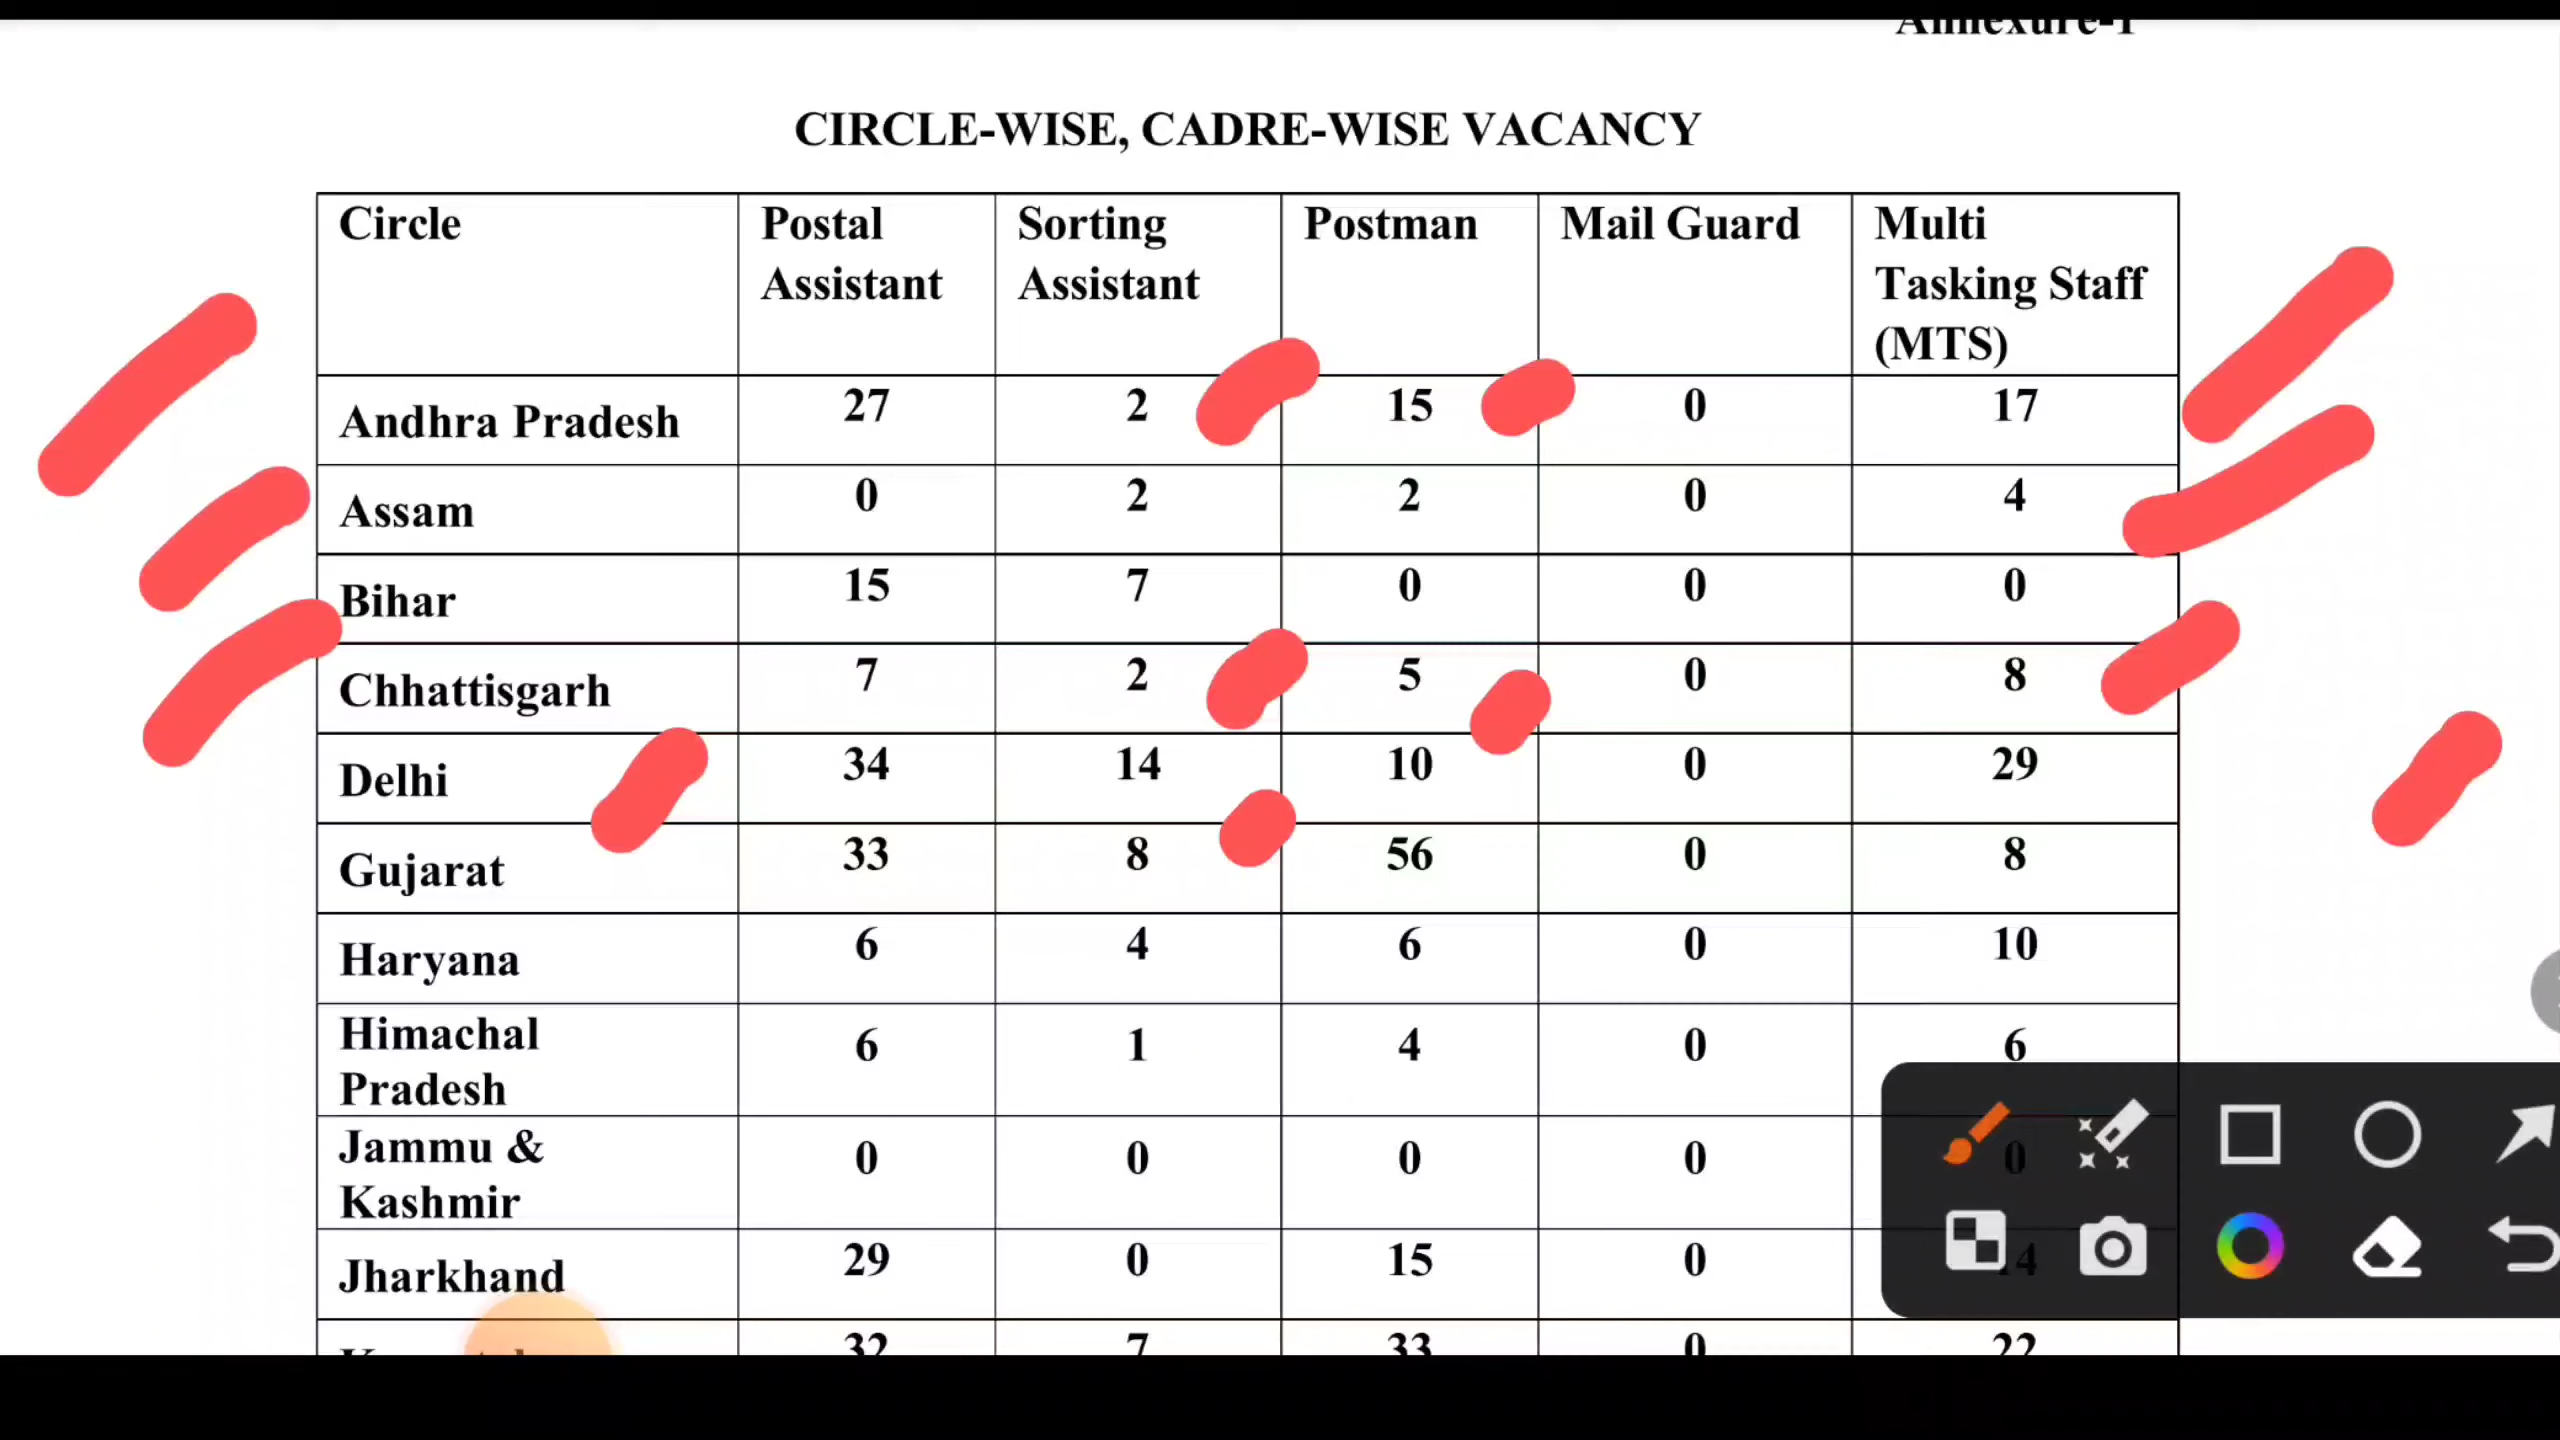 Annexure-1
CIRCLE-WISE, CADRE-WISE VACANCY
Circle Postal Assistant Sorting Assistant Postman Mail Guard Multi Tasking Staff (MTS)
Andhra Pradesh 27 2 15 0 17
Assam 0 2 2 0 4
Bihar 15 7 0 0 0
Chhattisgarh 7 2 5 0 8
Delhi 34 14 10 0 29
Gujarat 33 8 56 0 8
Haryana 6 4 6 0 10
Himachal Pradesh 6 1 4 0 6
Jammu & Kashmir 0 0 0 0 0
Jharkhand 29 0 15 0
32 7 33 0 22